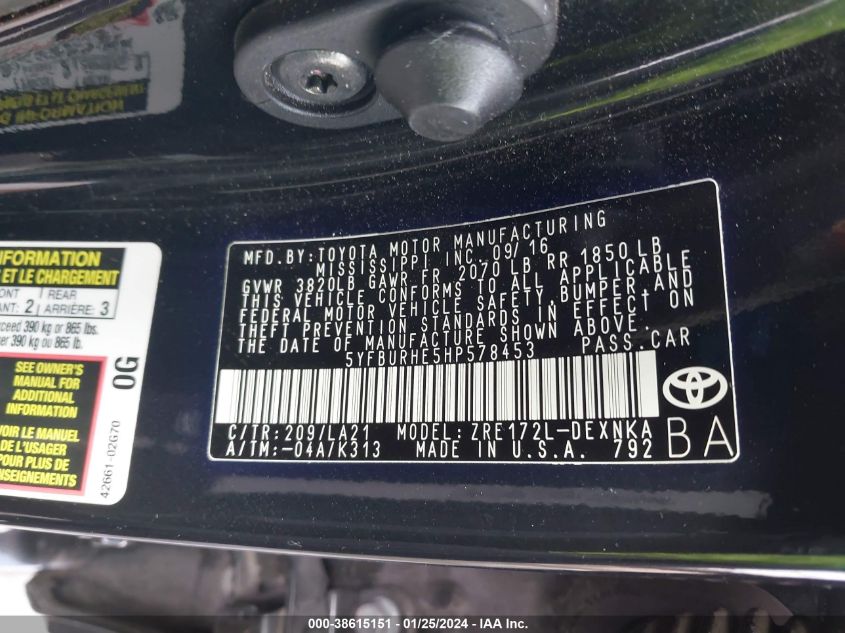 MFD. BY: TOYOTA MOTOR MANUFACTURING
MISSISSIPPI INC. 09/16
GVWR 3820LB GAWR FR 2070 LB RR 1850 LB
THIS VEHICLE CONFORMS TO ALL APPLICABLE
FEDERAL MOTOR VEHICLE SAFETY, BUMPER, AND
THEFT PREVENTION STANDARDS IN EFFECT ON
THE DATE OF MANUFACTURE SHOWN ABOVE.
5YFBURHE5HP578453 PASS. CAR
C/TR: 209/LA21 MODEL: ZRE172L-DEXNKA
A/TM: -04A/K313 MADE IN U.S.A. 792
BA
INFORMATION
ET LE CHARGEMENT
REAR
2 ARRIÈRE: 3
390 kg or 865 lbs.
390 kg ou 865 lb.
0G
SEE OWNER'S
MANUAL FOR
ADDITIONAL
INFORMATION
LE MANUEL
DE L'USAGER
POUR PLUS DE
42661-02G70
000-38615151 — 01/25/2024 — IAA Inc.